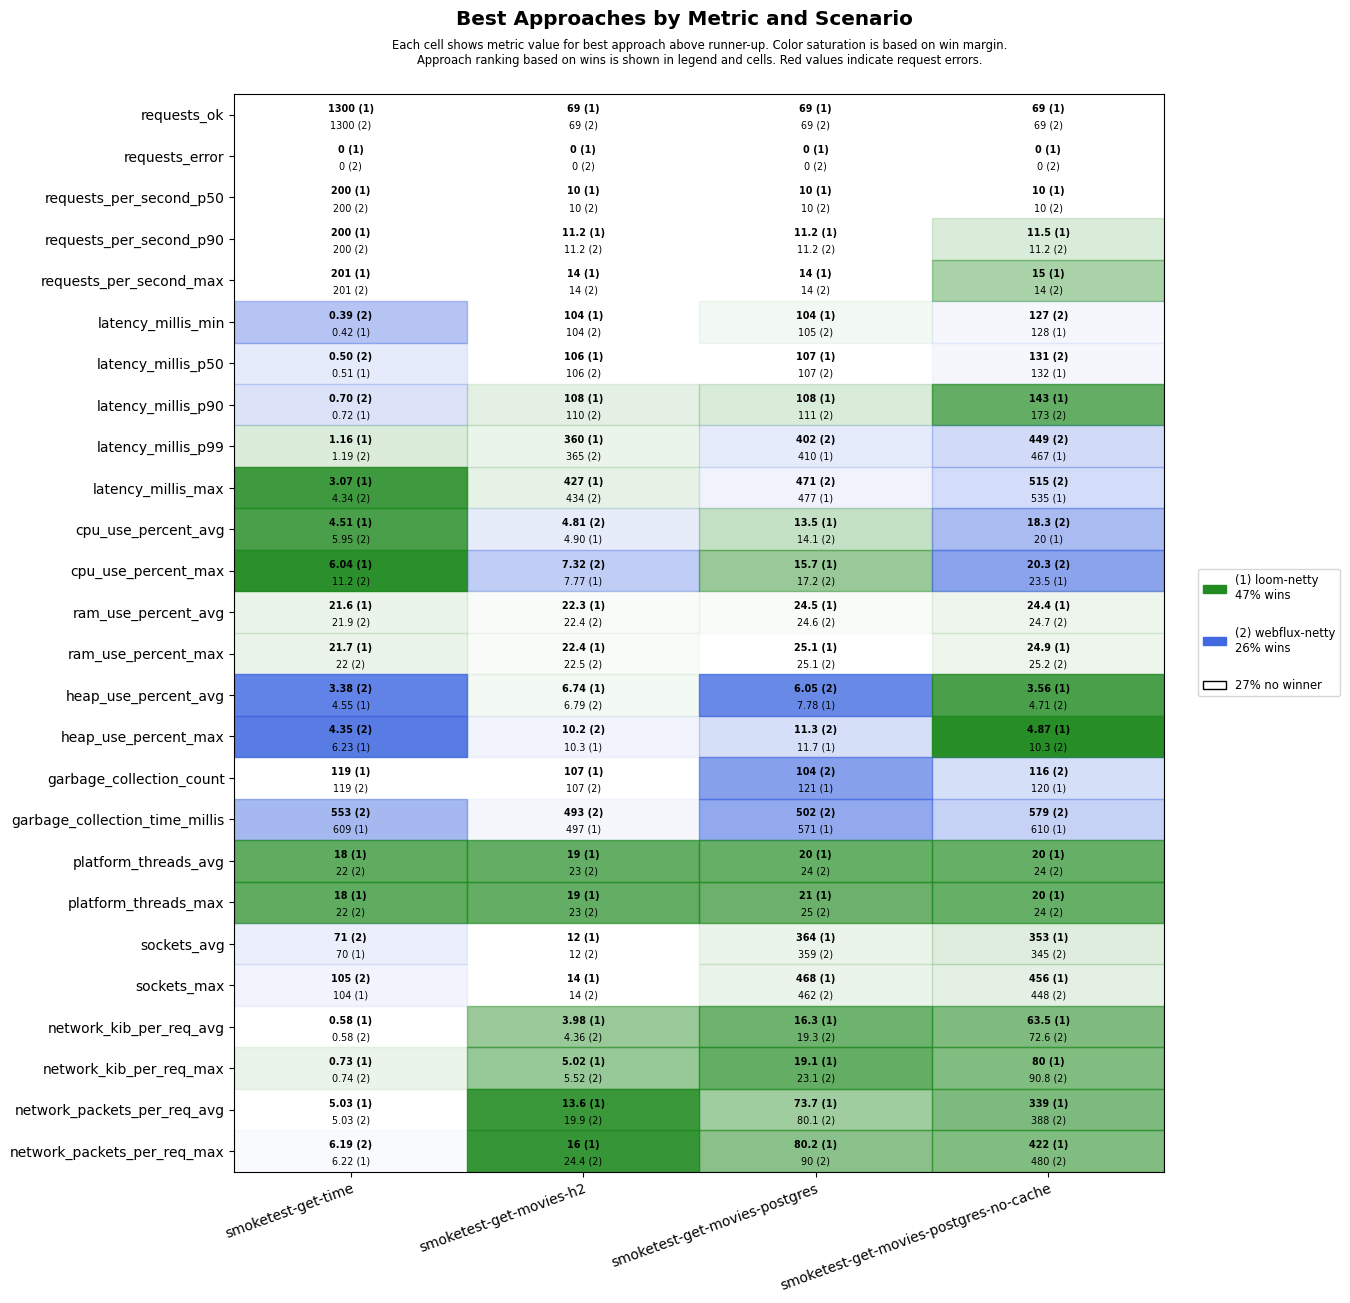 Best Approaches by Metric and Scenario
Each cell shows metric value for best approach above runner-up. Color saturation is based on win margin.
Approach ranking based on wins is shown in legend and cells. Red values indicate request errors.
requests_ok
1300 (1) 69 (1) 69 (1) 69 (1)
1300 (2) 69 (2) 69 (2) 69 (2)
requests_error
0 (1) 0 (1) 0 (1) 0 (1)
0 (2) 0 (2) 0 (2) 0 (2)
requests_per_second_p50
200 (1) 10 (1) 10 (1) 10 (1)
200 (2) 10 (2) 10 (2) 10 (2)
requests_per_second_p90
200 (1) 11.2 (1) 11.2 (1) 11.5 (1)
200 (2) 11.2 (2) 11.2 (2) 11.2 (2)
requests_per_second_max
201 (1) 14 (1) 14 (1) 15 (1)
201 (2) 14 (2) 14 (2) 14 (2)
latency_millis_min
0.39 (2) 104 (1) 104 (1) 127 (2)
0.42 (1) 104 (2) 105 (2) 128 (1)
latency_millis_p50
0.50 (2) 106 (1) 107 (1) 131 (2)
0.51 (1) 106 (2) 107 (2) 132 (1)
latency_millis_p90
0.70 (2) 108 (1) 108 (1) 143 (1)
0.72 (1) 110 (2) 111 (2) 173 (2)
latency_millis_p99
1.16 (1) 360 (1) 402 (2) 449 (2)
1.19 (2) 365 (2) 410 (1) 467 (1)
latency_millis_max
3.07 (1) 427 (1) 471 (2) 515 (2)
4.34 (2) 434 (2) 477 (1) 535 (1)
cpu_use_percent_avg
4.51 (1) 4.81 (2) 13.5 (1) 18.3 (2)
5.95 (2) 4.90 (1) 14.1 (2) 20 (1)
cpu_use_percent_max
6.04 (1) 7.32 (2) 15.7 (1) 20.3 (2)
11.2 (2) 7.77 (1) 17.2 (2) 23.5 (1)
ram_use_percent_avg
21.6 (1) 22.3 (1) 24.5 (1) 24.4 (1)
21.9 (2) 22.4 (2) 24.6 (2) 24.7 (2)
ram_use_percent_max
21.7 (1) 22.4 (1) 25.1 (1) 24.9 (1)
22 (2) 22.5 (2) 25.1 (2) 25.2 (2)
heap_use_percent_avg
3.38 (2) 6.74 (1) 6.05 (2) 3.56 (1)
4.55 (1) 6.79 (2) 7.78 (1) 4.71 (2)
heap_use_percent_max
4.35 (2) 10.2 (2) 11.3 (2) 4.87 (1)
6.23 (1) 10.3 (1) 11.7 (1) 10.3 (2)
garbage_collection_count
119 (1) 107 (1) 104 (2) 116 (2)
119 (2) 107 (2) 121 (1) 120 (1)
garbage_collection_time_millis
553 (2) 493 (2) 502 (2) 579 (2)
609 (1) 497 (1) 571 (1) 610 (1)
platform_threads_avg
18 (1) 19 (1) 20 (1) 20 (1)
22 (2) 23 (2) 24 (2) 24 (2)
platform_threads_max
18 (1) 19 (1) 21 (1) 20 (1)
22 (2) 23 (2) 25 (2) 24 (2)
sockets_avg
71 (2) 12 (1) 364 (1) 353 (1)
70 (1) 12 (2) 359 (2) 345 (2)
sockets_max
105 (2) 14 (1) 468 (1) 456 (1)
104 (1) 14 (2) 462 (2) 448 (2)
network_kib_per_req_avg
0.58 (1) 3.98 (1) 16.3 (1) 63.5 (1)
0.58 (2) 4.36 (2) 19.3 (2) 72.6 (2)
network_kib_per_req_max
0.73 (1) 5.02 (1) 19.1 (1) 80 (1)
0.74 (2) 5.52 (2) 23.1 (2) 90.8 (2)
network_packets_per_req_avg
5.03 (1) 13.6 (1) 73.7 (1) 339 (1)
5.03 (2) 19.9 (2) 80.1 (2) 388 (2)
network_packets_per_req_max
6.19 (2) 16 (1) 80.2 (1) 422 (1)
6.22 (1) 24.4 (2) 90 (2) 480 (2)
smoketest-get-time
smoketest-get-movies-h2
smoketest-get-movies-postgres
smoketest-get-movies-postgres-no-cache
(1) loom-netty
47% wins
(2) webflux-netty
26% wins
27% no winner